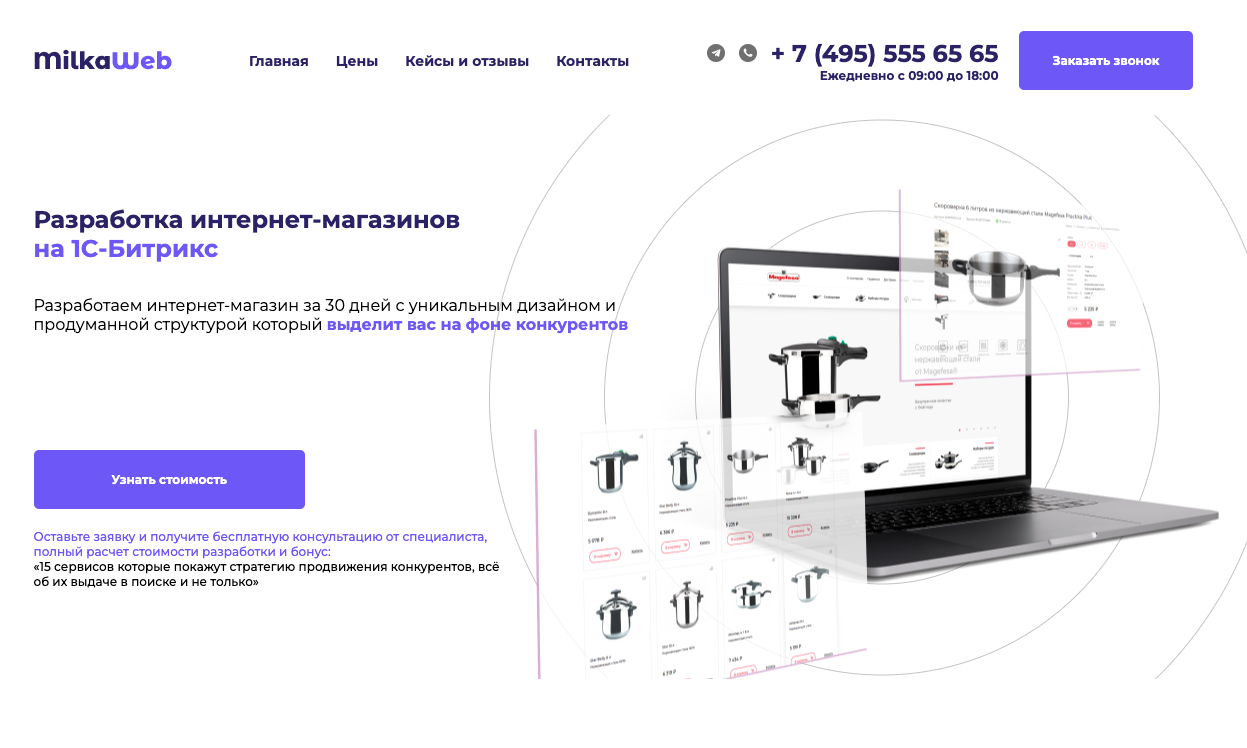 milkaweb
Главная Цены Кейсы и отзывы Контакты
+ 7 (495) 555 65 65
Ежедневно с 09:00 до 18:00
Заказать звонок
Разработка интернет-магазинов
на 1С-Битрикс
Разработаем интернет-магазин за 30 дней с уникальным дизайном и
продуманной структурой который выделит вас на фоне конкурентов
Узнать стоимость
Оставьте заявку и получите бесплатную консультацию от специалиста,
полный расчет стоимости разработки и бонус:
«15 сервисов которые покажут стратегию продвижения конкурентов, всё
об их выдаче в поиске и не только»
Скороварка 6 литров из нержавеющей стали Magefesa Practika Plus
Magefesa
Скороварки из
нержавеющей стали
от Magefesa®